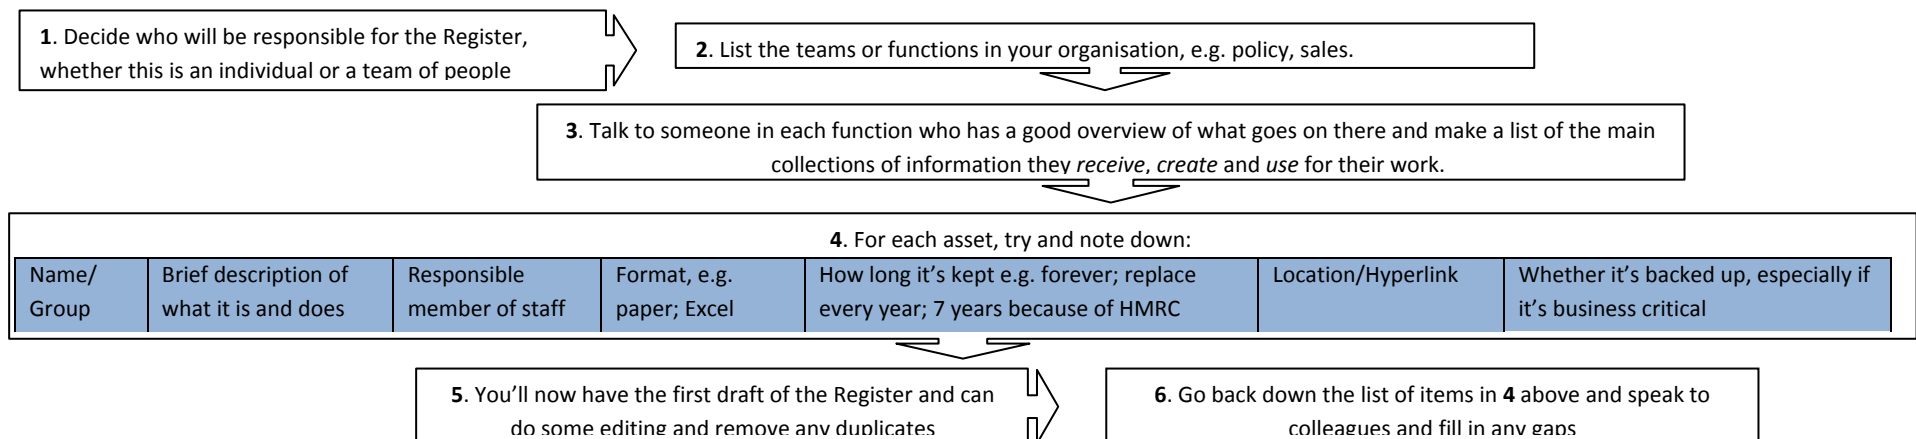 1. Decide who will be responsible for the Register,
whether this is an individual or a team of people
2. List the teams or functions in your organisation, e.g. policy, sales.
3. Talk to someone in each function who has a good overview of what goes on there and make a list of the main
collections of information they receive, create and use for their work.
4. For each asset, try and note down:
Name/
Group
Brief description of
what it is and does
Responsible
member of staff
Format, e.g.
paper; Excel
How long it’s kept e.g. forever; replace
every year; 7 years because of HMRC
Location/Hyperlink
Whether it’s backed up, especially if
it’s business critical
5. You’ll now have the first draft of the Register and can
do some editing and remove any duplicates
6. Go back down the list of items in 4 above and speak to
colleagues and fill in any gaps